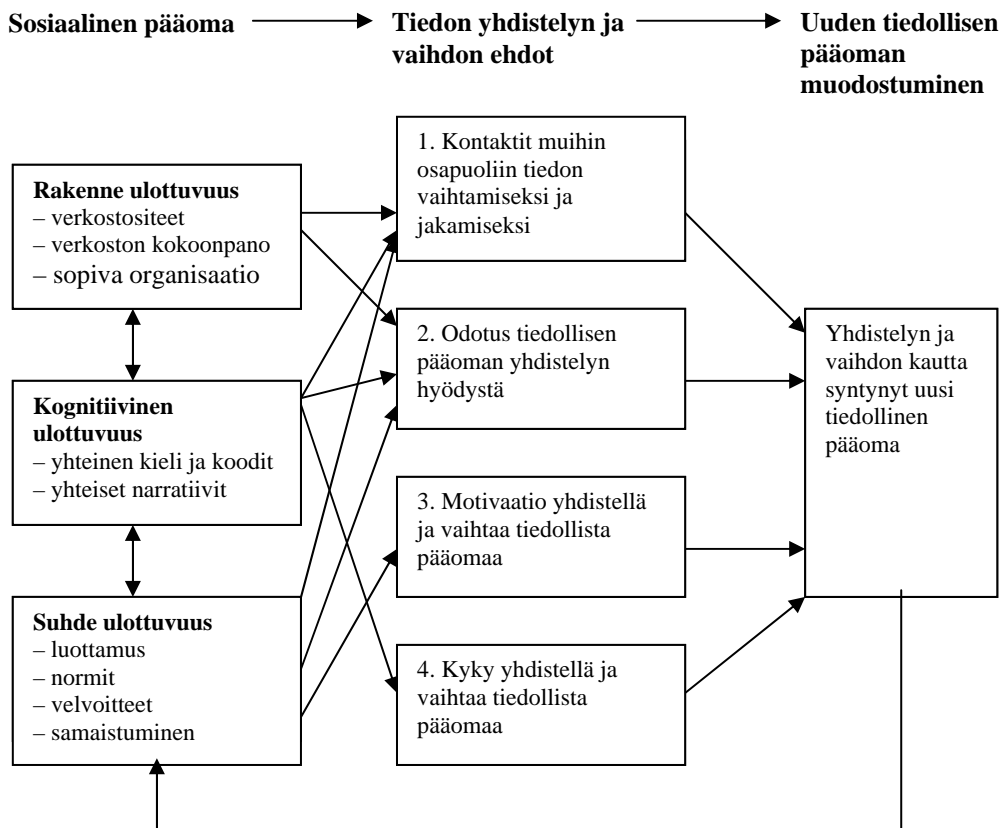 Sosiaalinen pääoma
Tiedon yhdistelyn ja
vaihdon ehdot
Uuden tiedollisen
pääoman
muodostuminen
Rakenne ulottuvuus
– verkostositeet
– verkoston kokoonpano
– sopiva organisaatio
Kognitiivinen
ulottuvuus
– yhteinen kieli ja koodit
– yhteiset narratiivit
Suhde ulottuvuus
– luottamus
– normit
– velvoitteet
– samaistuminen
1. Kontaktit muihin
osapuoliin tiedon
vaihtamiseksi ja
jakamiseksi
2. Odotus tiedollisen
pääoman yhdistelyn
hyödystä
3. Motivaatio yhdistellä
ja vaihtaa tiedollista
pääomaa
4. Kyky yhdistellä ja
vaihtaa tiedollista
pääomaa
Yhdistelyn ja
vaihdon kautta
syntynyt uusi
tiedollinen
pääoma